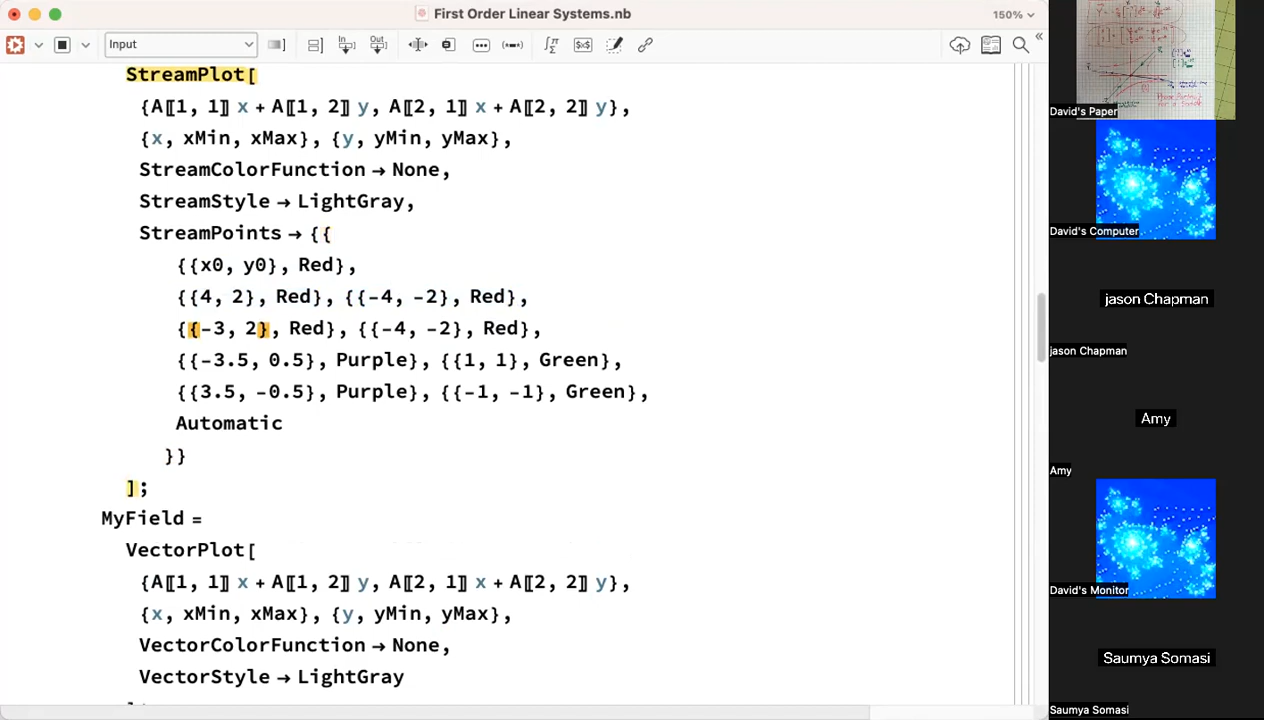 First Order Linear Systems.nb
150%
Input
StreamPlot[
{A〚1, 1〛 x + A〚1, 2〛 y, A〚2, 1〛 x + A〚2, 2〛 y},
{x, xMin, xMax}, {y, yMin, yMax},
StreamColorFunction → None,
StreamStyle → LightGray,
StreamPoints → {{
{{x0, y0}, Red},
{{4, 2}, Red}, {{-4, -2}, Red},
{{-3, 2}, Red}, {{-4, -2}, Red},
{{-3.5, 0.5}, Purple}, {{1, 1}, Green},
{{3.5, -0.5}, Purple}, {{-1, -1}, Green},
Automatic
}}
];
MyField =
VectorPlot[
{A〚1, 1〛 x + A〚1, 2〛 y, A〚2, 1〛 x + A〚2, 2〛 y},
{x, xMin, xMax}, {y, yMin, yMax},
VectorColorFunction → None,
VectorStyle → LightGray
David's Paper
David's Computer
jason Chapman
jason Chapman
Amy
Amy
David's Monitor
Saumya Somasi
Saumya Somasi